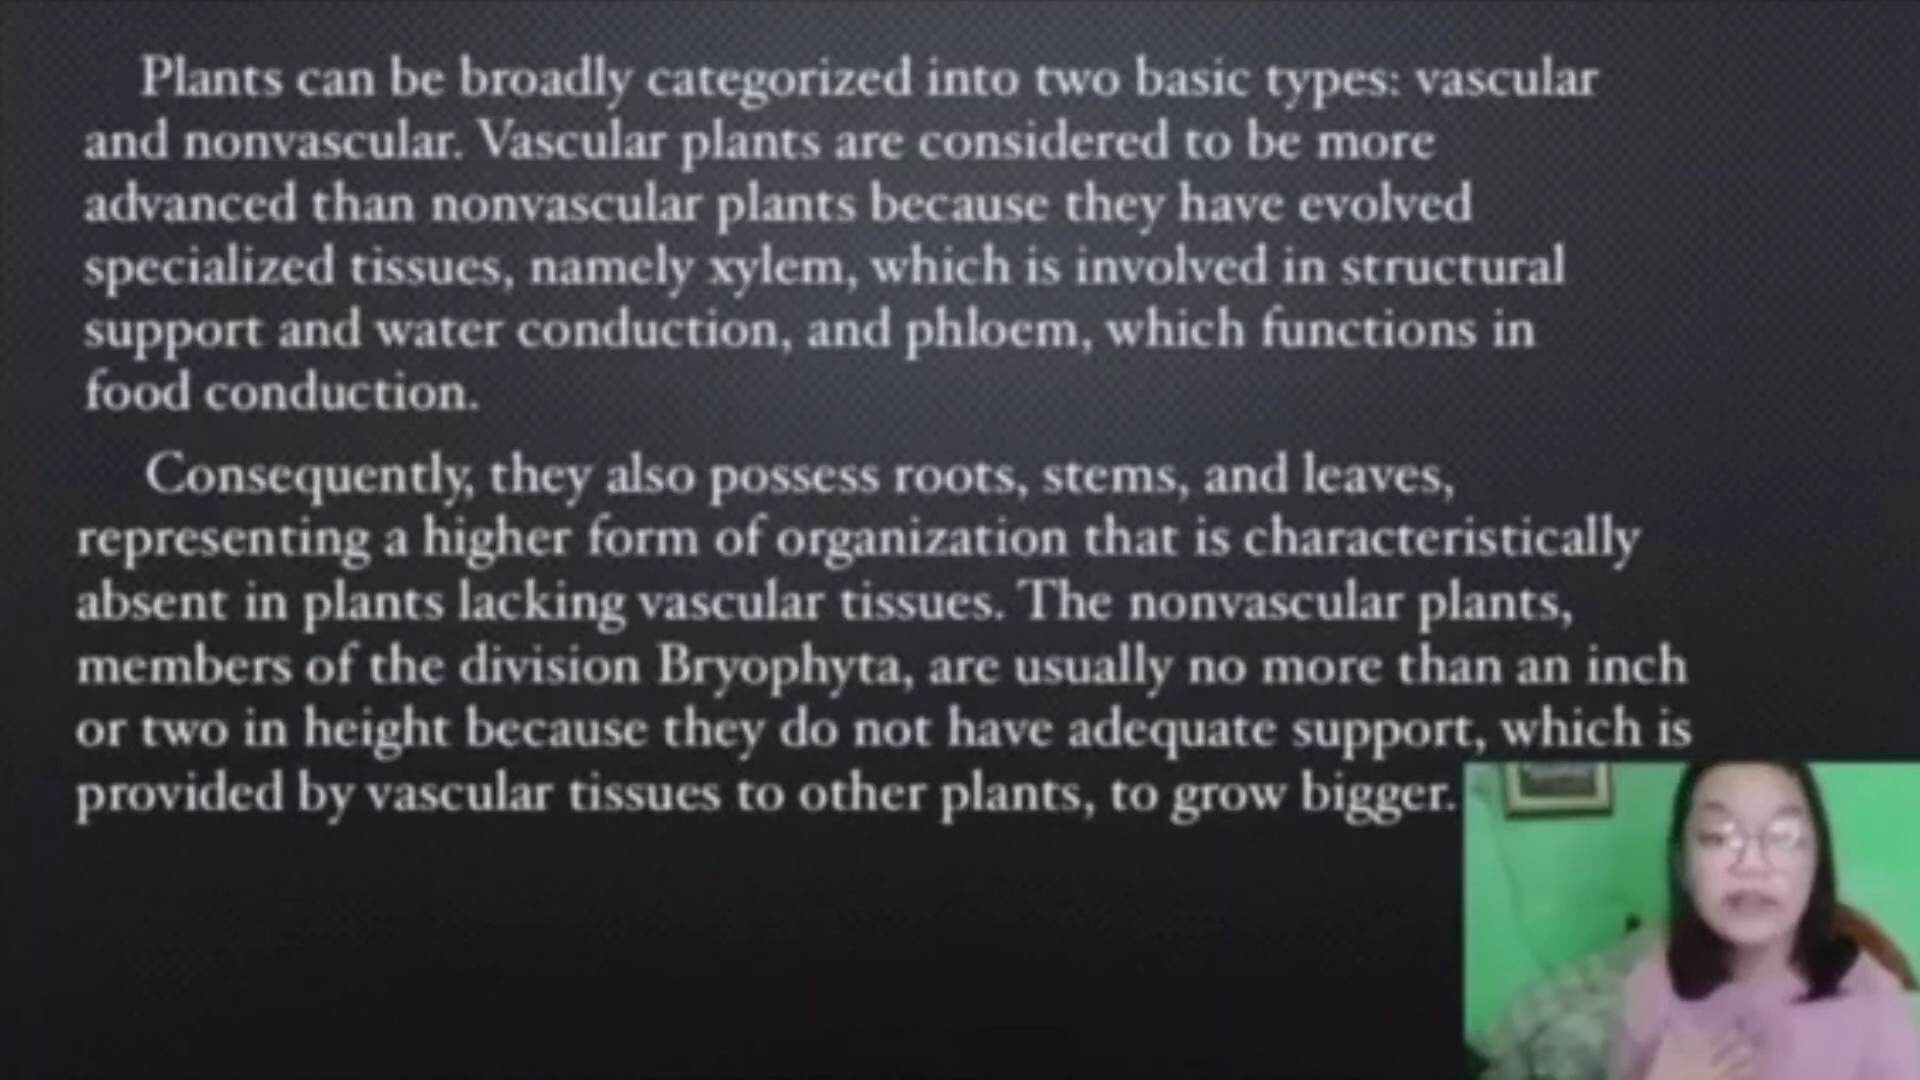 Plants can be broadly categorized into two basic types: vascular
and nonvascular. Vascular plants are considered to be more
advanced than nonvascular plants because they have evolved
specialized tissues, namely xylem, which is involved in structural
support and water conduction, and phloem, which functions in
food conduction.
Consequently, they also possess roots, stems, and leaves,
representing a higher form of organization that is characteristically
absent in plants lacking vascular tissues. The nonvascular plants,
members of the division Bryophyta, are usually no more than an inch
or two in height because they do not have adequate support, which is
provided by vascular tissues to other plants, to grow bigger.